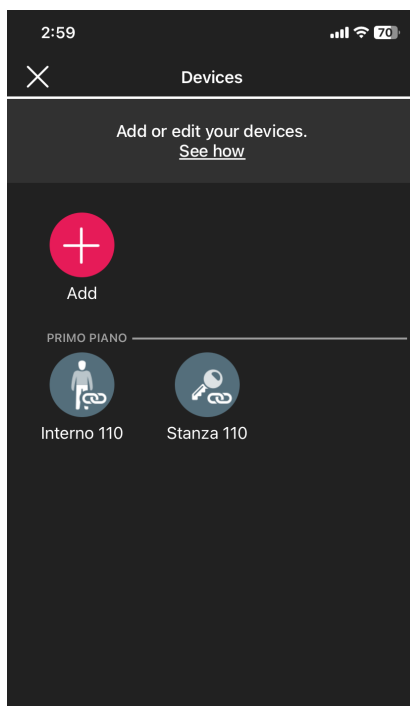 2:59
70
Devices
Add or edit your devices.
See how
Add
PRIMO PIANO
Interno 110
Stanza 110